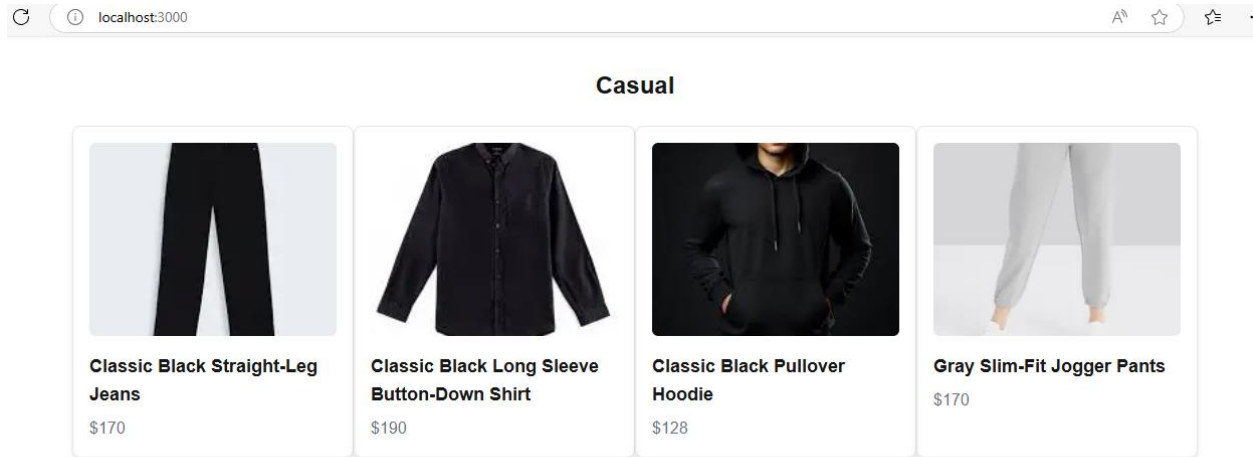 localhost:3000
Casual
Classic Black Straight-Leg
Jeans
$170
Classic Black Long Sleeve
Button-Down Shirt
$190
Classic Black Pullover
Hoodie
$128
Gray Slim-Fit Jogger Pants
$170